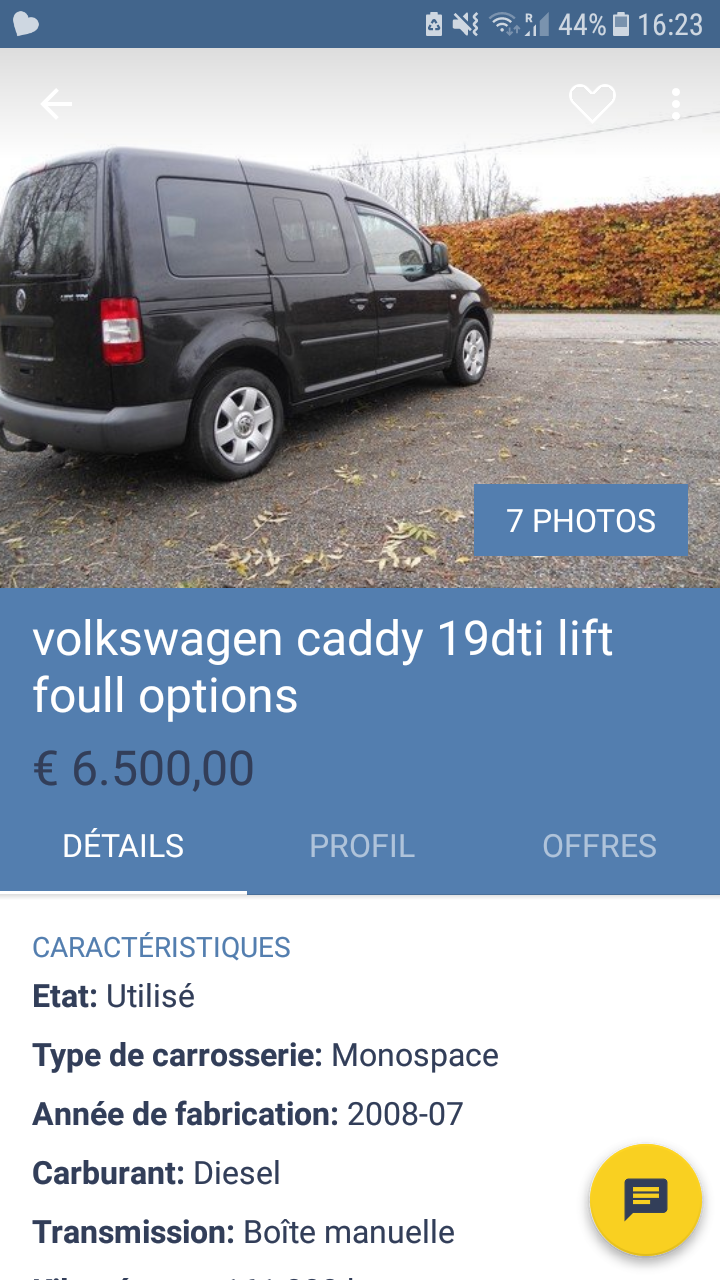 R 44% 16:23
7 PHOTOS
volkswagen caddy 19dti lift
foull options
€ 6.500,00
DÉTAILS PROFIL OFFRES
CARACTÉRISTIQUES
Etat: Utilisé
Type de carrosserie: Monospace
Année de fabrication: 2008-07
Carburant: Diesel
Transmission: Boîte manuelle